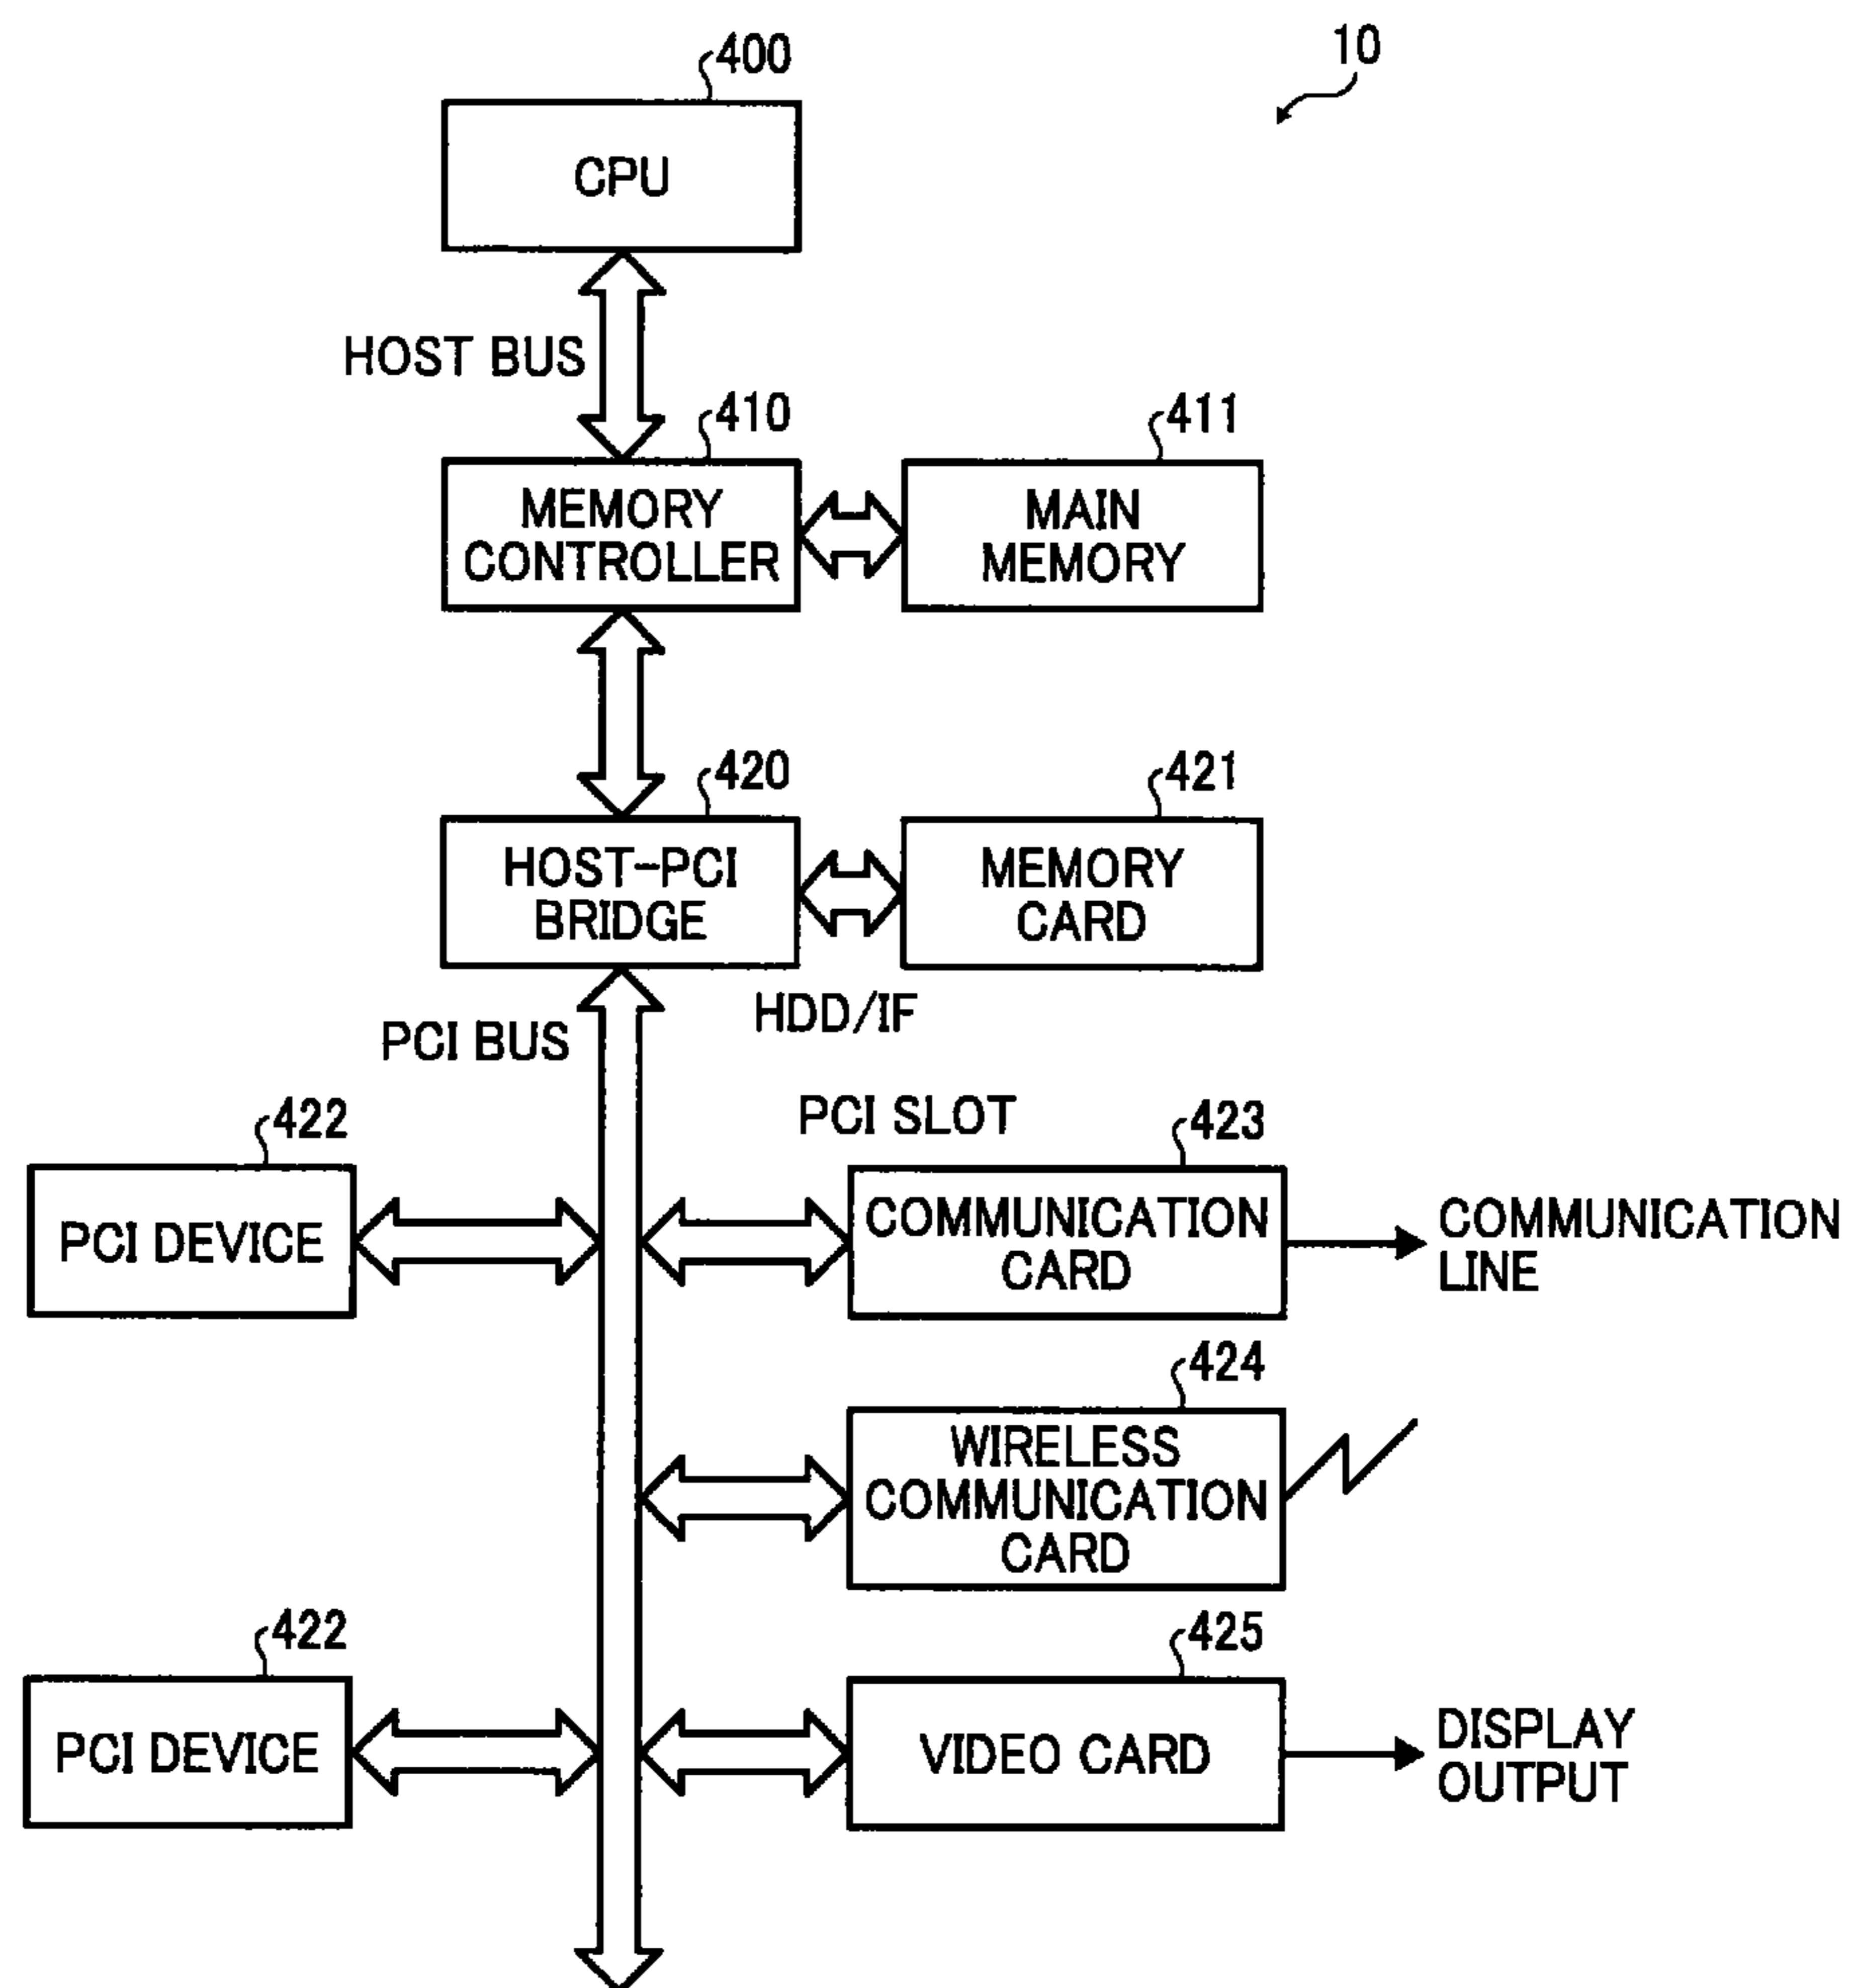 400
10
CPU
HOST BUS
410
411
MEMORY
CONTROLLER
MAIN
MEMORY
420
421
HOST-PCI
BRIDGE
MEMORY
CARD
HDD/IF
PCI BUS
PCI SLOT
422
423
PCI DEVICE
COMMUNICATION
CARD
COMMUNICATION
LINE
424
WIRELESS
COMMUNICATION
CARD
422
425
PCI DEVICE
VIDEO CARD
DISPLAY
OUTPUT